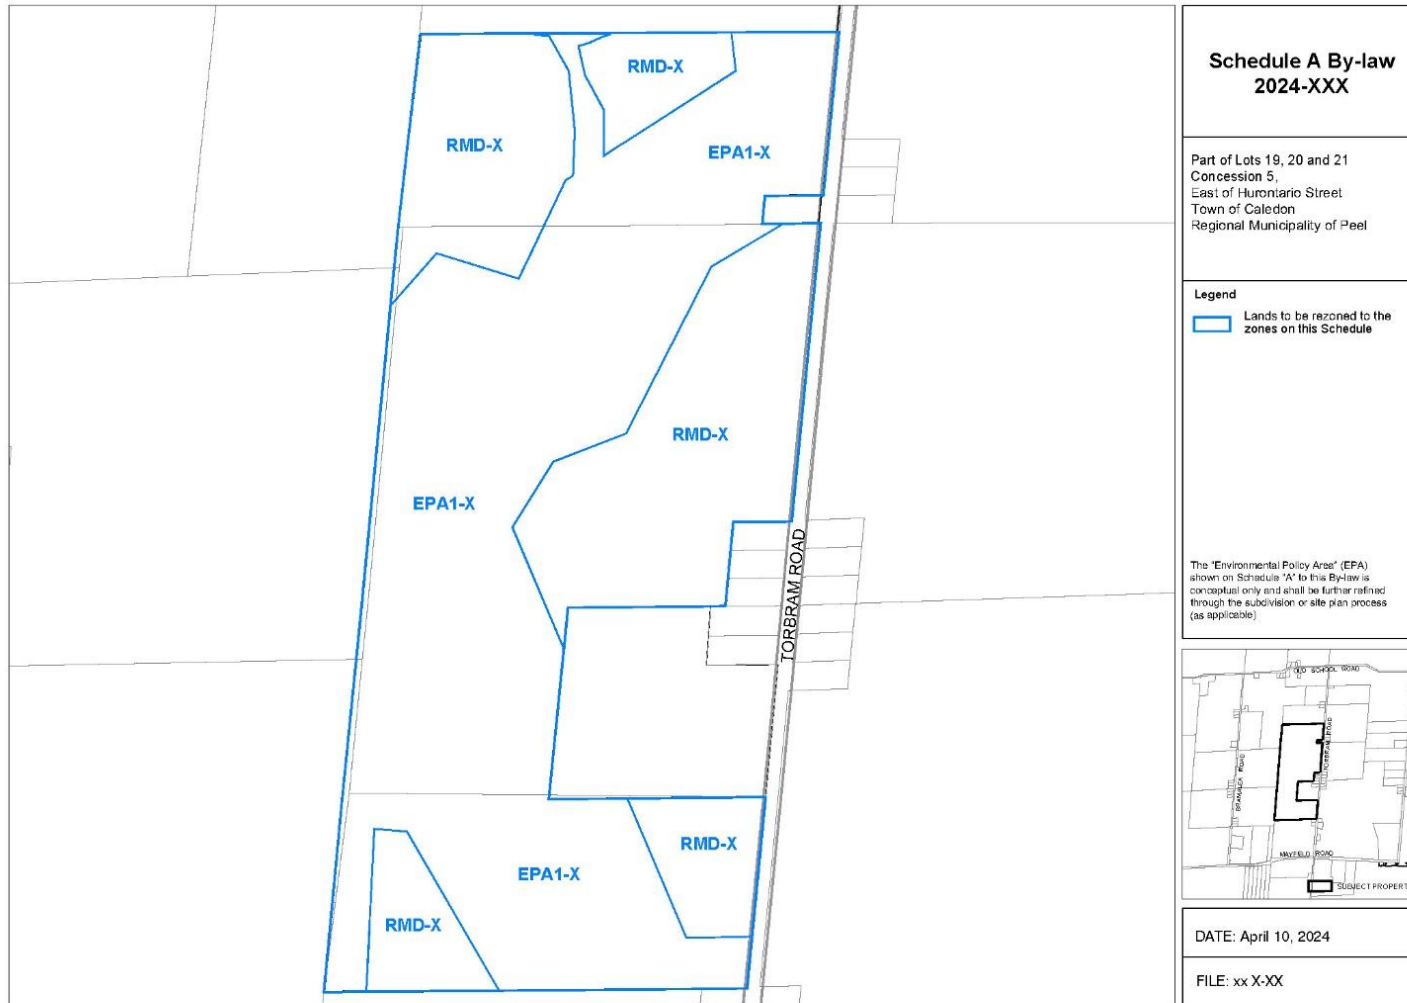 RMD-X
RMD-X
EPA1-X
RMD-X
EPA1-X
TORBRAM ROAD
RMD-X
EPA1-X
RMD-X
Schedule A By-law
2024-XXX
Part of Lots 19, 20 and 21
Concession 5,
East of Hurontario Street
Town of Caledon
Regional Municipality of Peel
Legend
Lands to be rezoned to the
zones on this Schedule
The "Environmental Policy Area" (EPA)
shown on Schedule "A" to this By-law is
conceptual only and shall be further refined
through the subdivision or site plan process
(as applicable)
OLD SCHOOL ROAD
TORBRAM ROAD
BRAMALEA ROAD
MAYFIELD ROAD
SUBJECT PROPERT
DATE: April 10, 2024
FILE: xx X-XX